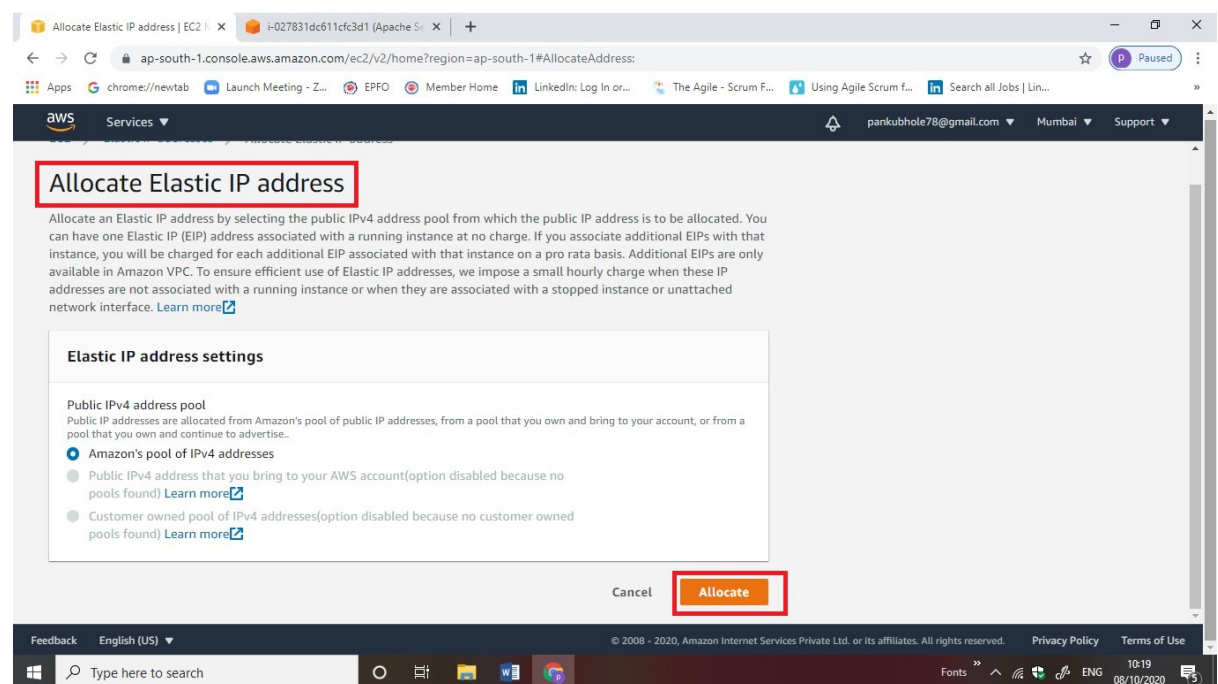 Allocate Elastic IP address | EC2
i-027831dc611cfc3d1 (Apache Se
ap-south-1.console.aws.amazon.com/ec2/v2/home?region=ap-south-1#AllocateAddress:
P Paused
Apps chrome://newtab Launch Meeting - Z... EPFO Member Home LinkedIn: Log In or... The Agile - Scrum F... Using Agile Scrum f... Search all Jobs | Lin... »
aws Services ▼ pankubhole78@gmail.com ▼ Mumbai ▼ Support ▼
Allocate Elastic IP address
Allocate an Elastic IP address by selecting the public IPv4 address pool from which the public IP address is to be allocated. You
can have one Elastic IP (EIP) address associated with a running instance at no charge. If you associate additional EIPs with that
instance, you will be charged for each additional EIP associated with that instance on a pro rata basis. Additional EIPs are only
available in Amazon VPC. To ensure efficient use of Elastic IP addresses, we impose a small hourly charge when these IP
addresses are not associated with a running instance or when they are associated with a stopped instance or unattached
network interface. Learn more
Elastic IP address settings
Public IPv4 address pool
Public IP addresses are allocated from Amazon's pool of public IP addresses, from a pool that you own and bring to your account, or from a
pool that you own and continue to advertise..
Amazon's pool of IPv4 addresses
Public IPv4 address that you bring to your AWS account(option disabled because no
pools found) Learn more
Customer owned pool of IPv4 addresses(option disabled because no customer owned
pools found) Learn more
Cancel Allocate
Feedback English (US) ▼ © 2008 - 2020, Amazon Internet Services Private Ltd. or its affiliates. All rights reserved. Privacy Policy Terms of Use
Type here to search Fonts » ENG 10:19
08/10/2020 5